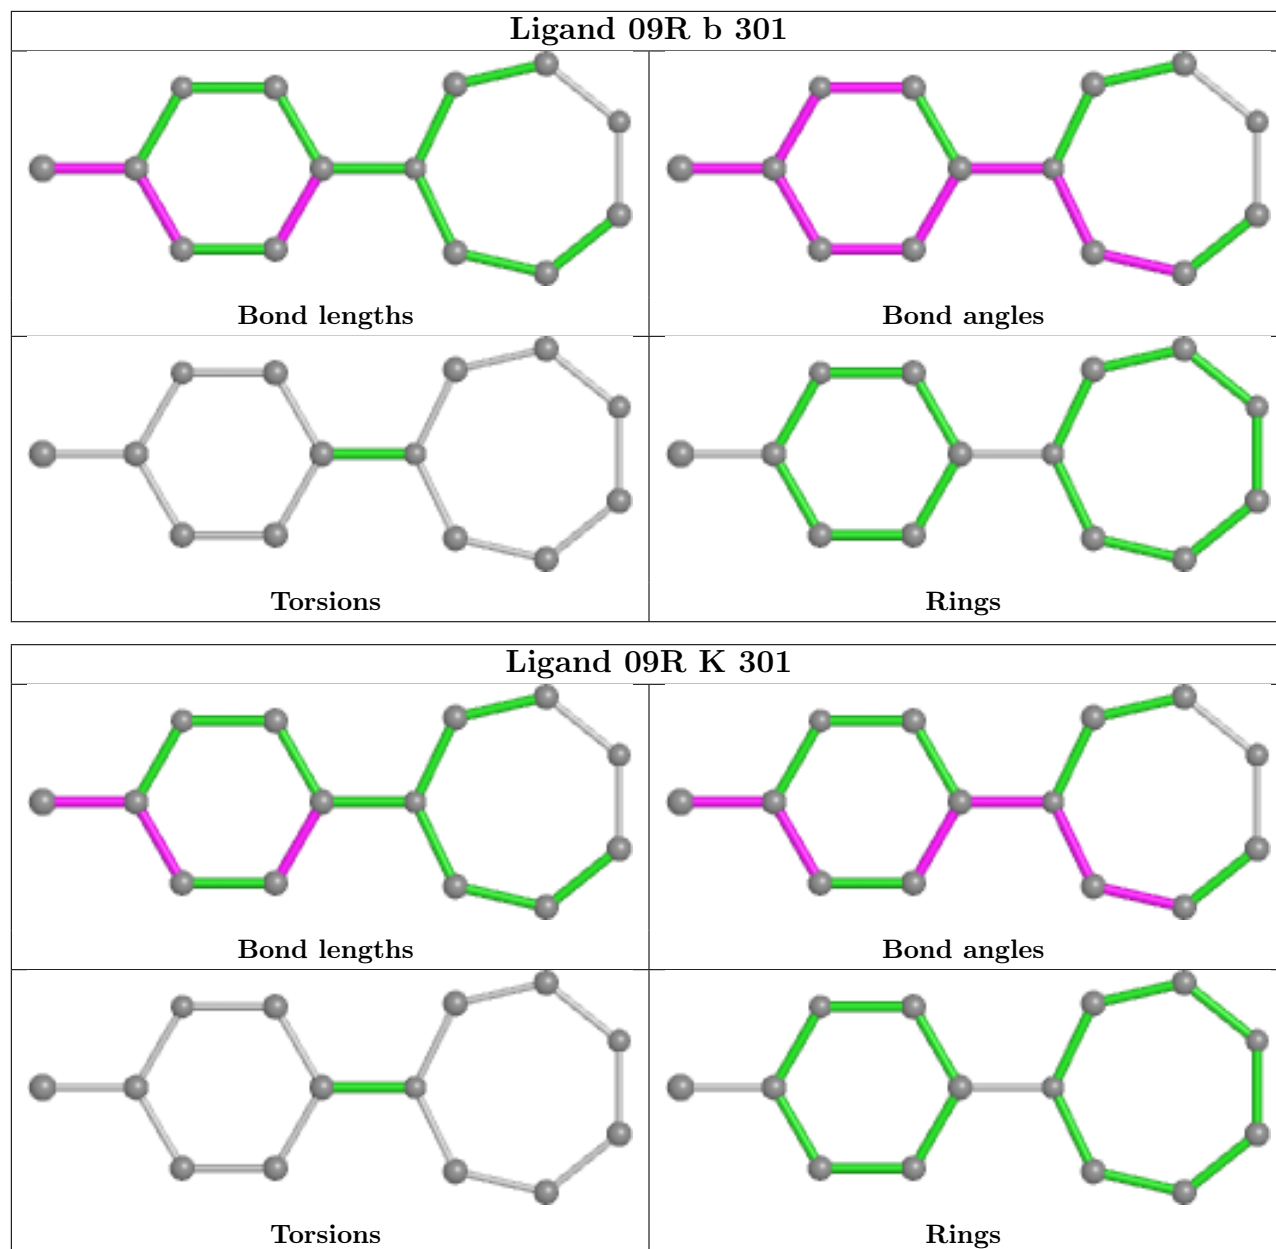 Ligand 09R b 301
Bond lengths
Bond angles
Torsions
Rings
Ligand 09R K 301
Bond lengths
Bond angles
Torsions
Rings